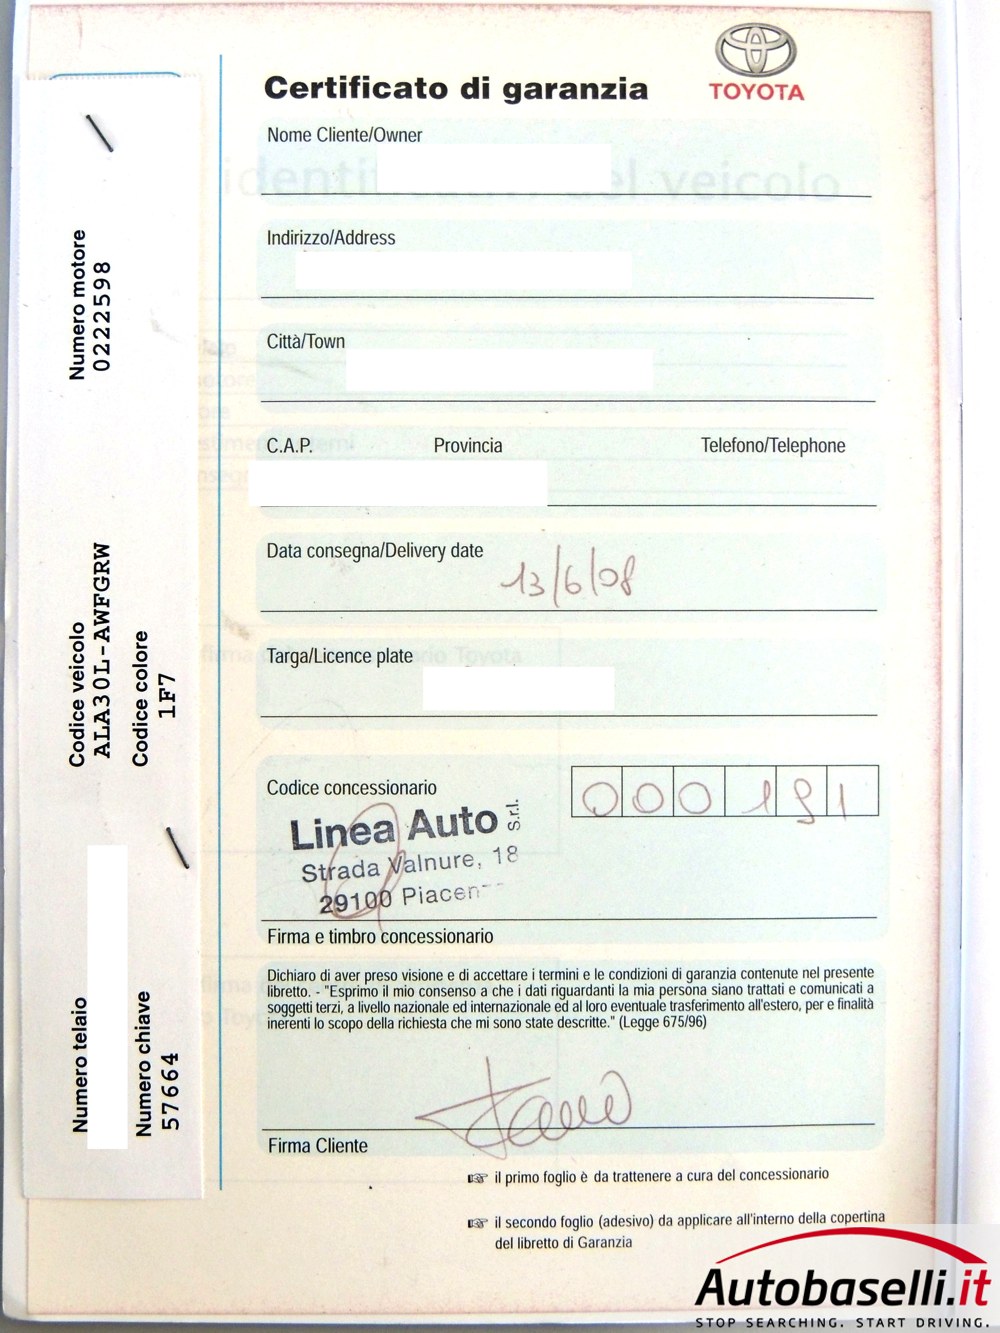 Certificato di garanzia
TOYOTA
Nome Cliente/Owner
Indirizzo/Address
Città/Town
C.A.P. Provincia Telefono/Telephone
Data consegna/Delivery date
13/6/08
Targa/Licence plate
Codice concessionario
000191
Linea Auto s.r.l.
Strada Valnure, 18
29100 Piacen
Firma e timbro concessionario
Dichiaro di aver preso visione e di accettare i termini e le condizioni di garanzia contenute nel presente
libretto. - "Esprimo il mio consenso a che i dati riguardanti la mia persona siano trattati e comunicati a
soggetti terzi, a livello nazionale ed internazionale ed al loro eventuale trasferimento all'estero, per e finalità
inerenti lo scopo della richiesta che mi sono state descritte." (Legge 675/96)
Firma Cliente
il primo foglio è da trattenere a cura del concessionario
il secondo foglio (adesivo) da applicare all'interno della copertina
del libretto di Garanzia
Numero motore
0222598
Codice veicolo
ALA30L-AWFGRW
Codice colore
1F7
Numero telaio
Numero chiave
57664
Autobaselli.it
STOP SEARCHING. START DRIVING.